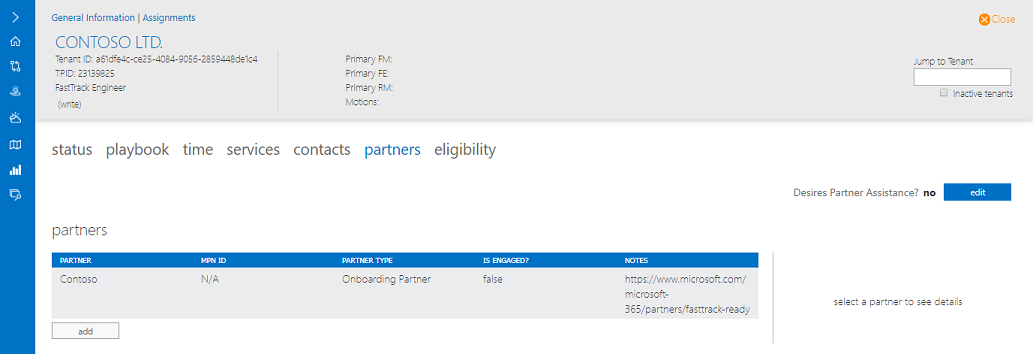 General Information | Assignments
Close
CONTOSO LTD.
Tenant ID: a61dfe4c-ce25-4084-9056-2859448de1c4
TPID: 23139825
FastTrack Engineer
(write)
Primary FM:
Primary FE:
Primary RM:
Motions:
Jump to Tenant
Inactive tenants
status playbook time services contacts partners eligibility
Desires Partner Assistance? no edit
partners
PARTNER MPN ID PARTNER TYPE IS ENGAGED? NOTES
Contoso N/A Onboarding Partner false https://www.microsoft.com/
microsoft-
365/partners/fasttrack-ready
select a partner to see details
add